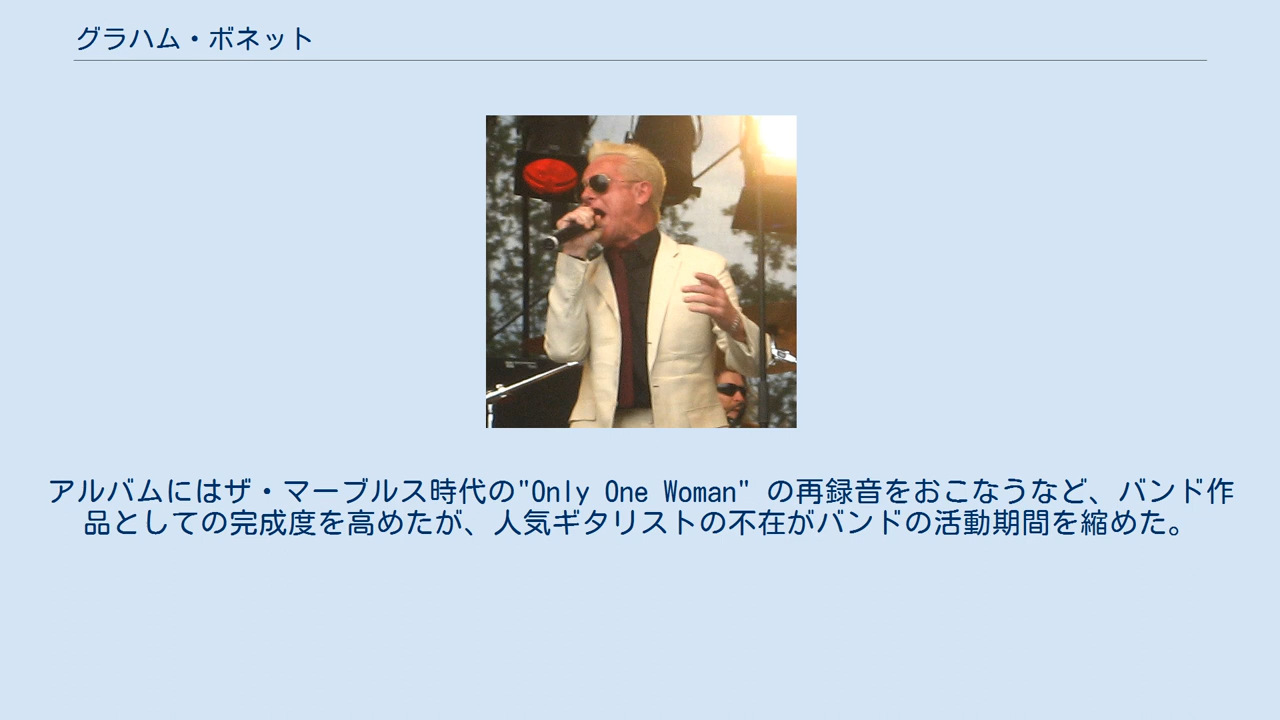 グラハム・ボネット
アルバムにはザ・マーブルス時代の"Only One Woman" の再録音をおこなうなど、バンド作
品としての完成度を高めたが、人気ギタリストの不在がバンドの活動期間を縮めた。